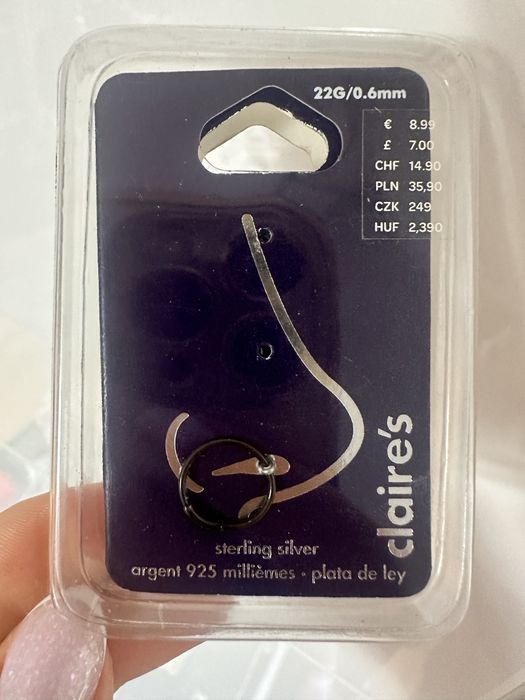 22G/0.6mm
€ 8.99
£ 7.00
CHF 14.90
PLN 35,90
CZK 249
HUF 2,390
claire's
sterling silver
argent 925 millièmes · plata de ley